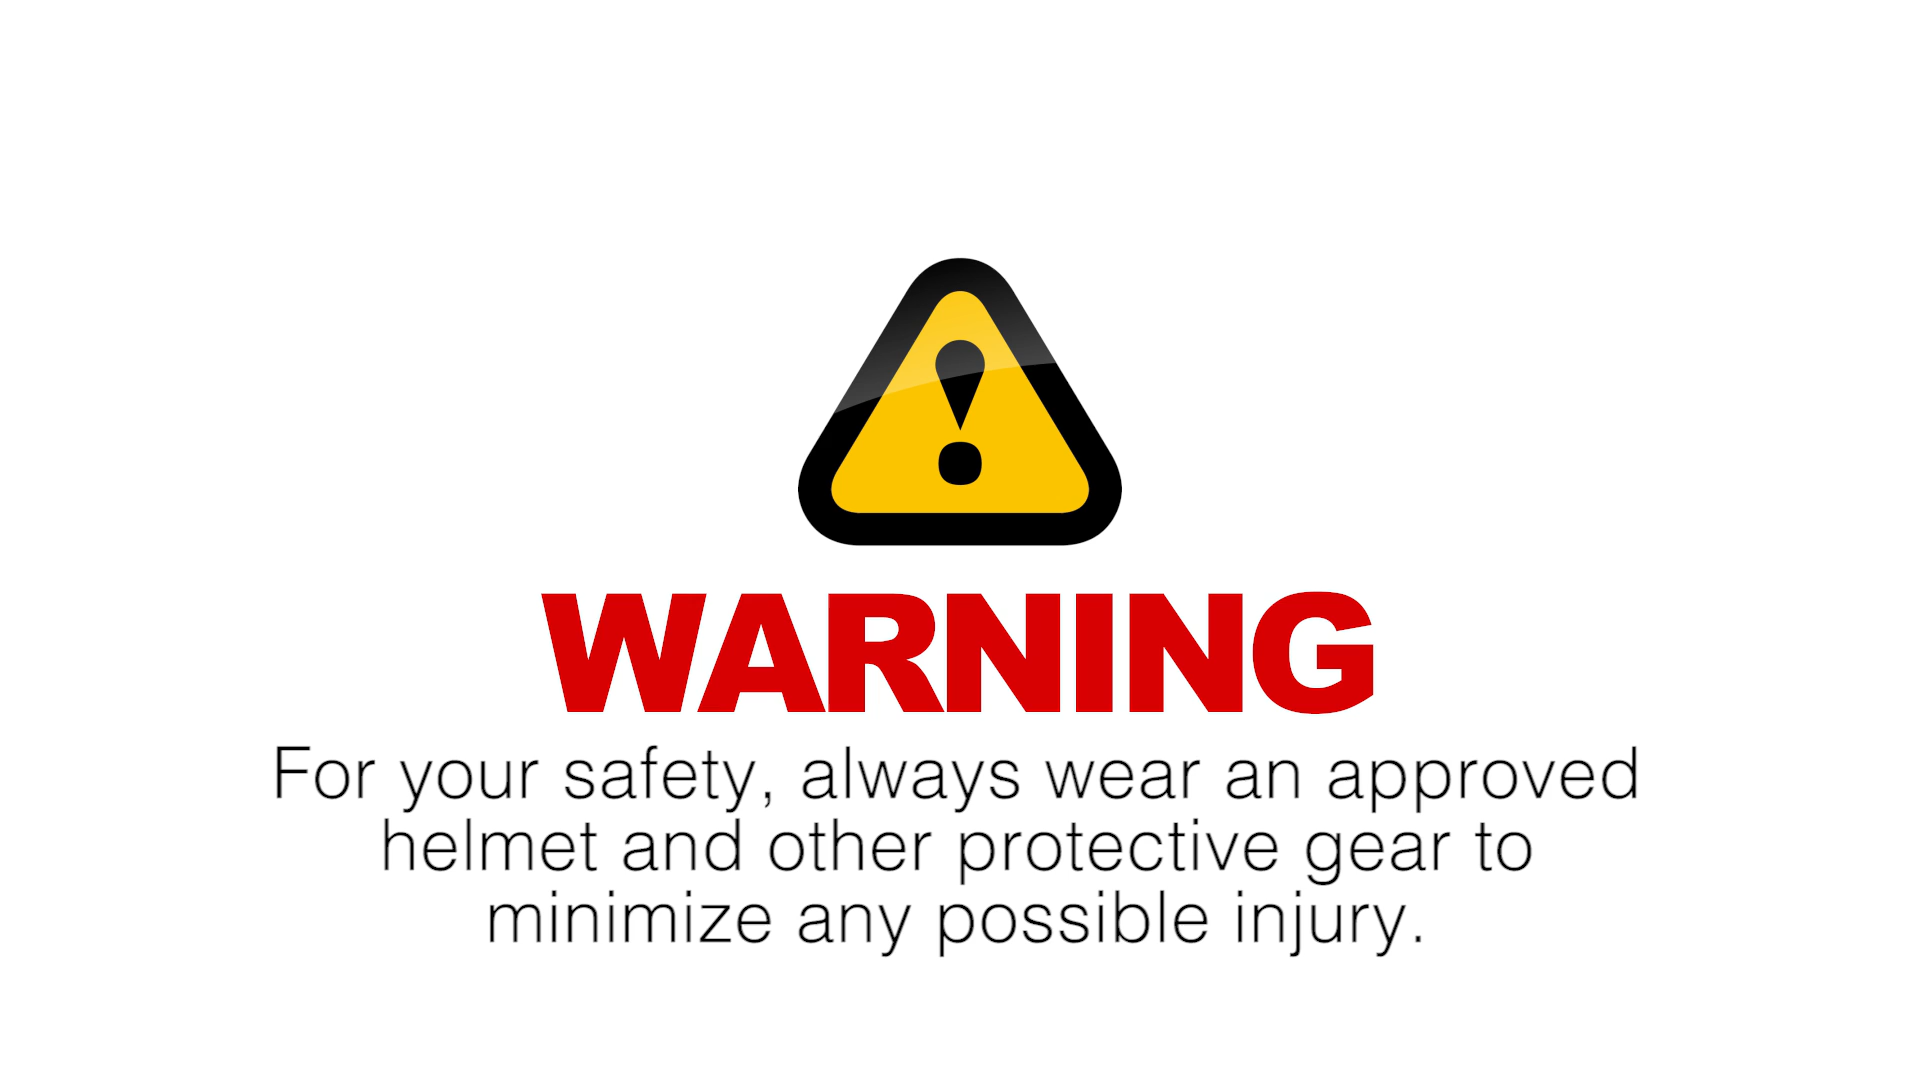 WARNING
For your safety, always wear an approved
helmet and other protective gear to
minimize any possible injury.